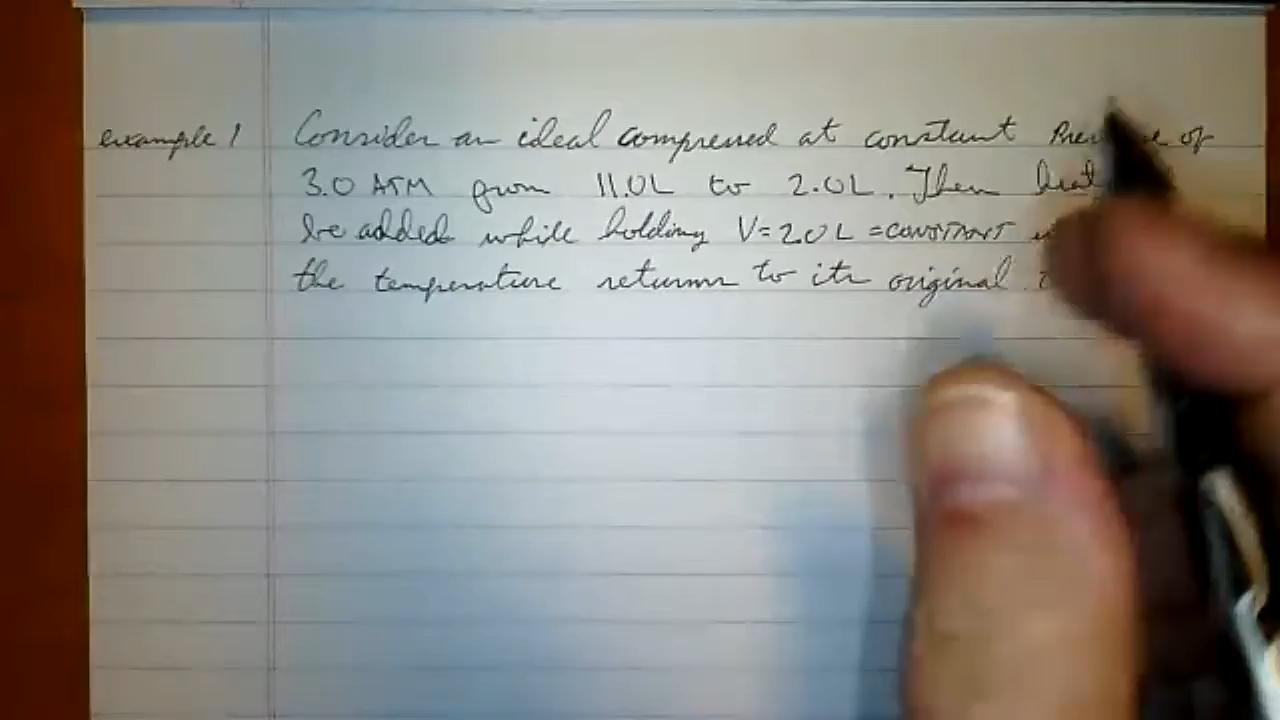 example 1 Consider an ideal compressed at constant of
3.0 ATM from 11.0L to 2.0L. Then
be added while holding V=2.0L =CONSTANT
the temperature returns to its original